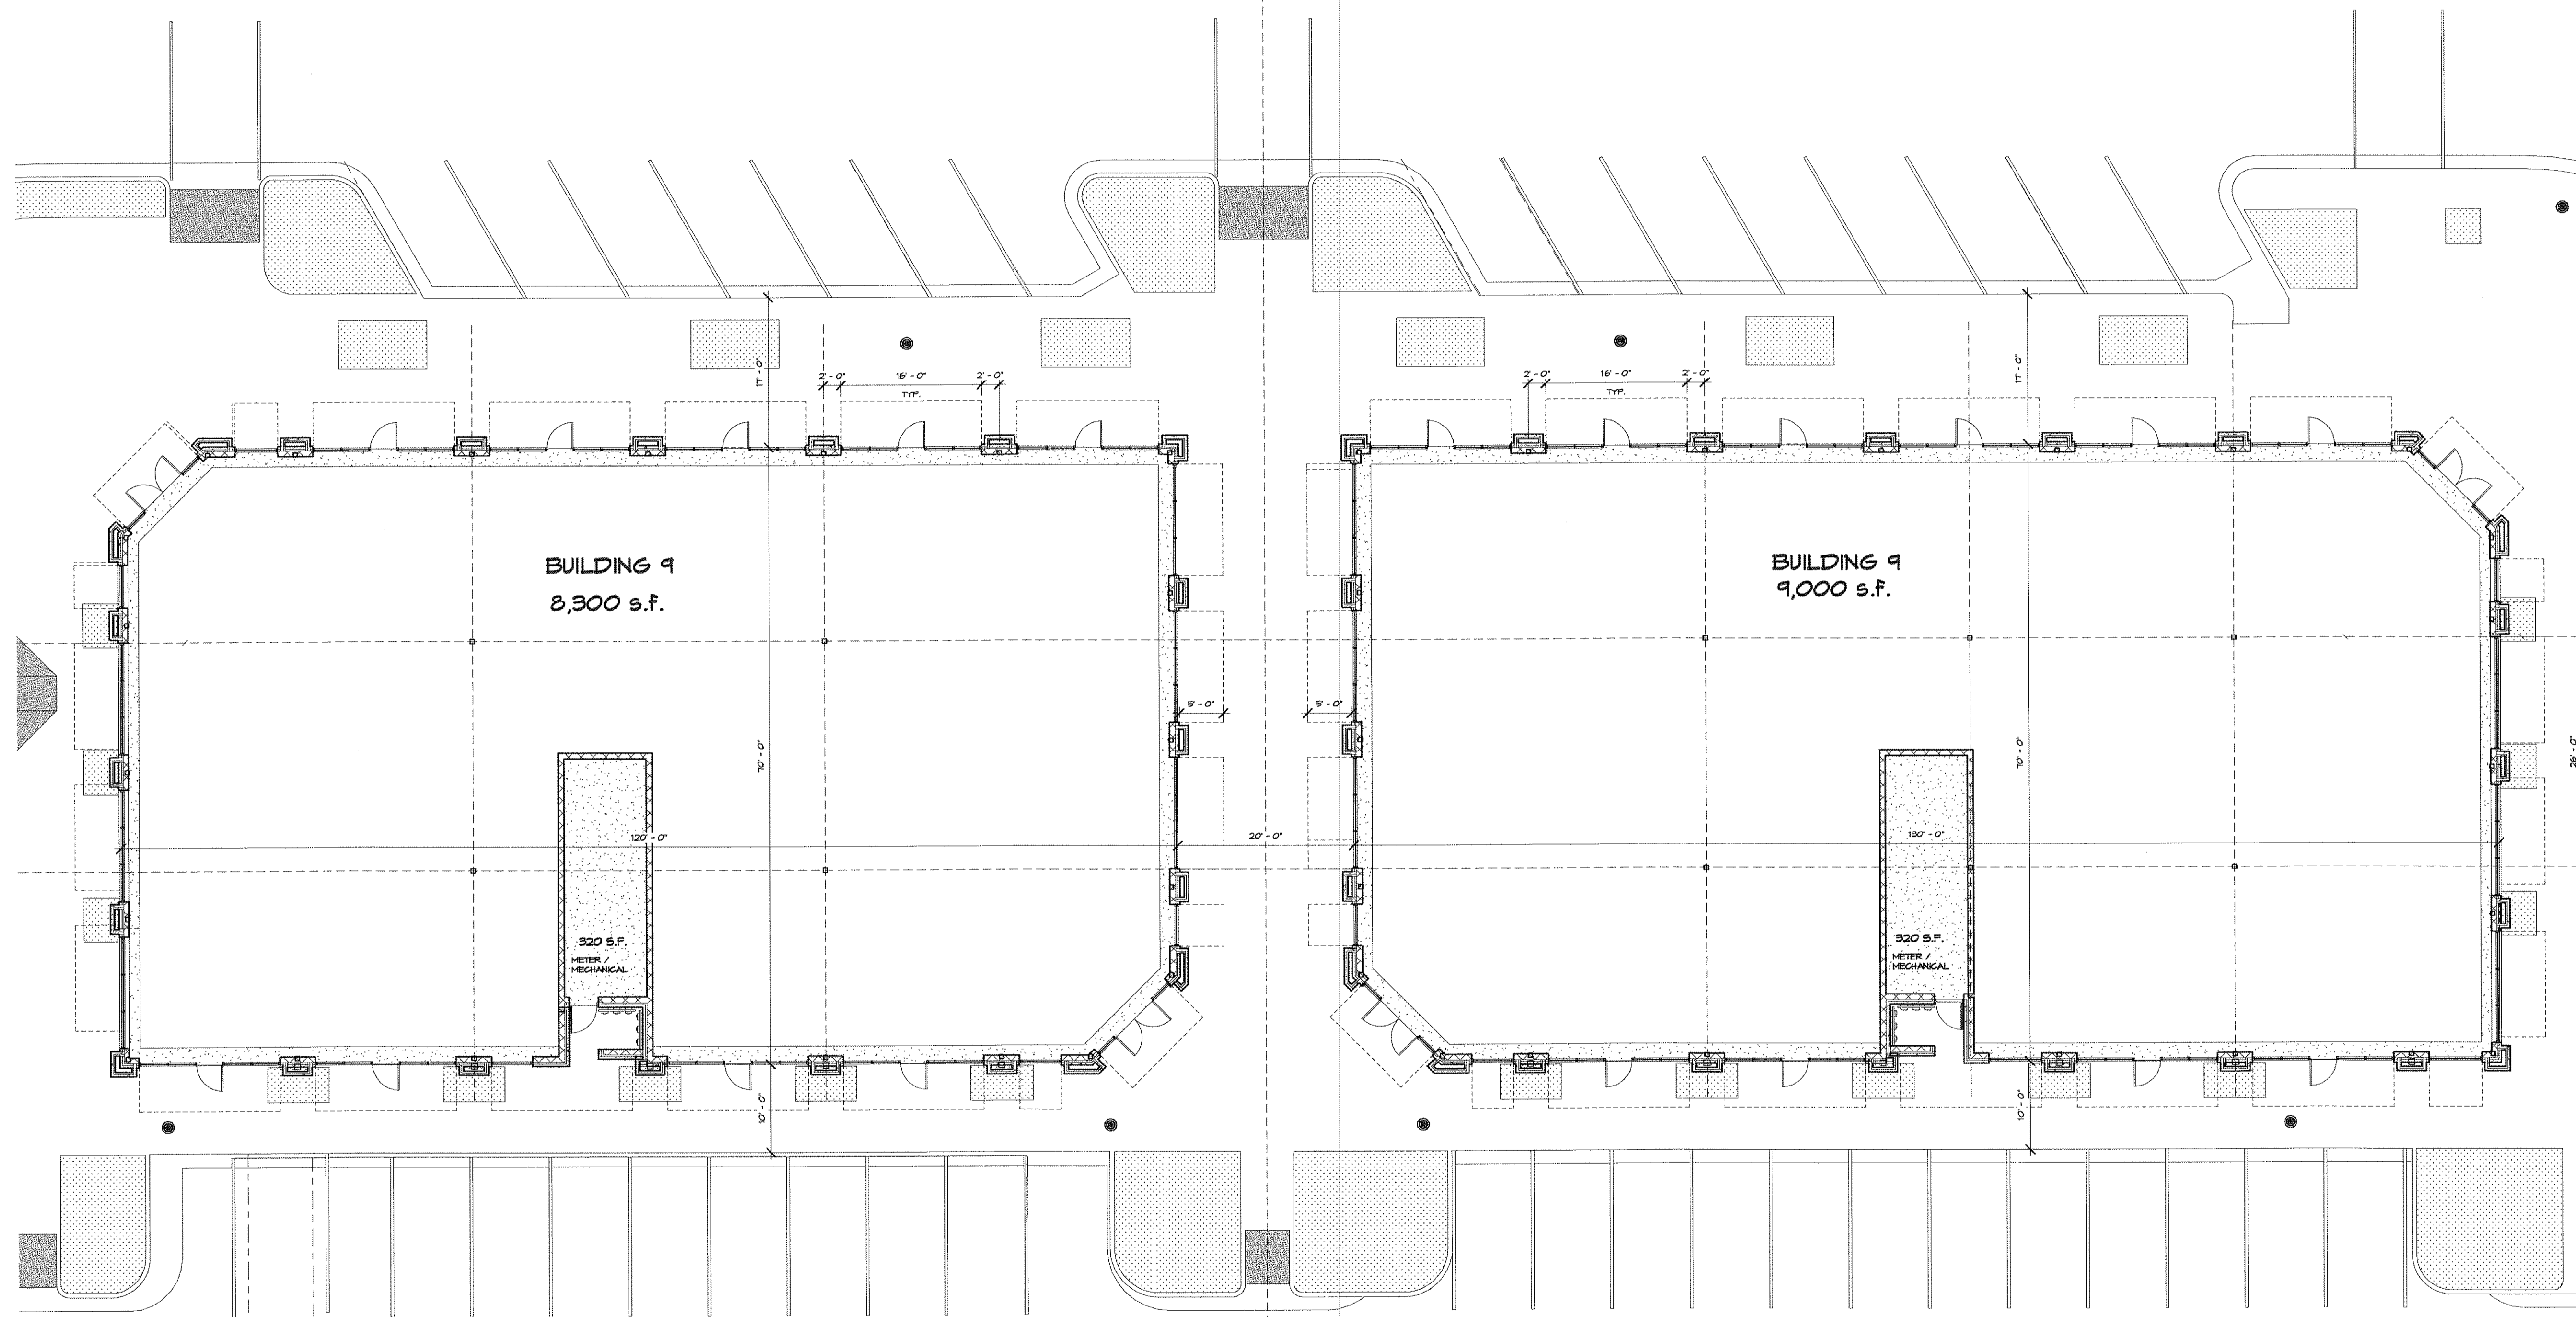 17'-0"
17'-0"
2'-0" 16'-0" 2'-0"
TYP.
2'-0" 16'-0" 2'-0"
TYP.
BUILDING 9
8,300 s.f.
BUILDING 9
9,000 s.f.
5'-0"
5'-0"
70'-0"
70'-0"
26'-0"
120'-0"
20'-0"
130'-0"
320 S.F.
METER /
MECHANICAL
320 S.F.
METER /
MECHANICAL
10'-0"
10'-0"